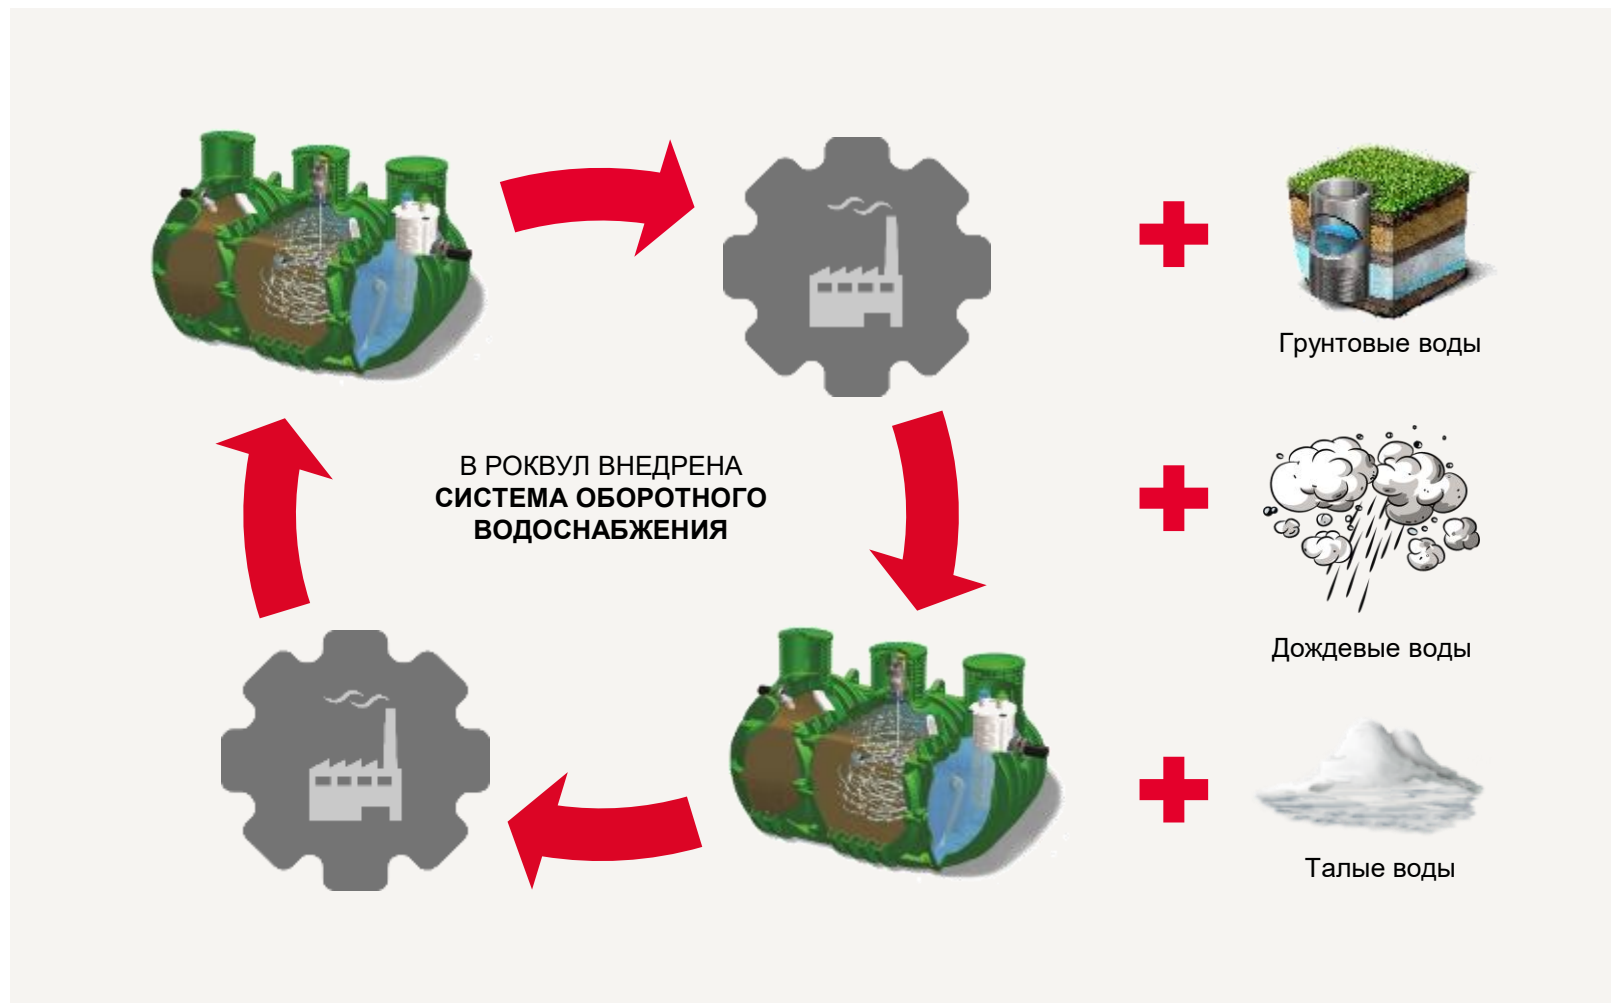 В РОКВУЛ ВНЕДРЕНА
СИСТЕМА ОБОРОТНОГО
ВОДОСНАБЖЕНИЯ
Грунтовые воды
Дождевые воды
Талые воды